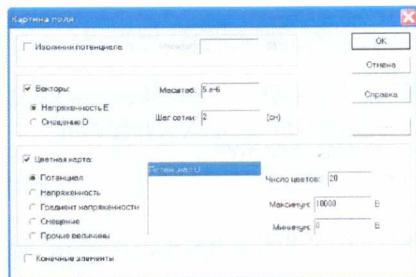 Картина поля
Изолинии потенциала:
OK
Отмена
Векторы:
Масштаб: 5.e-6
Справка
Напряженность E
Смещение D
Шаг сетки: 2 (см)
Цветная карта:
Потенциал
Потенциал U
Число цветов: 20
Напряженность
Градиент напряженности
Максимум: 10000 В
Смещение
Прочие величины
Минимум: 0 В
Конечные элементы